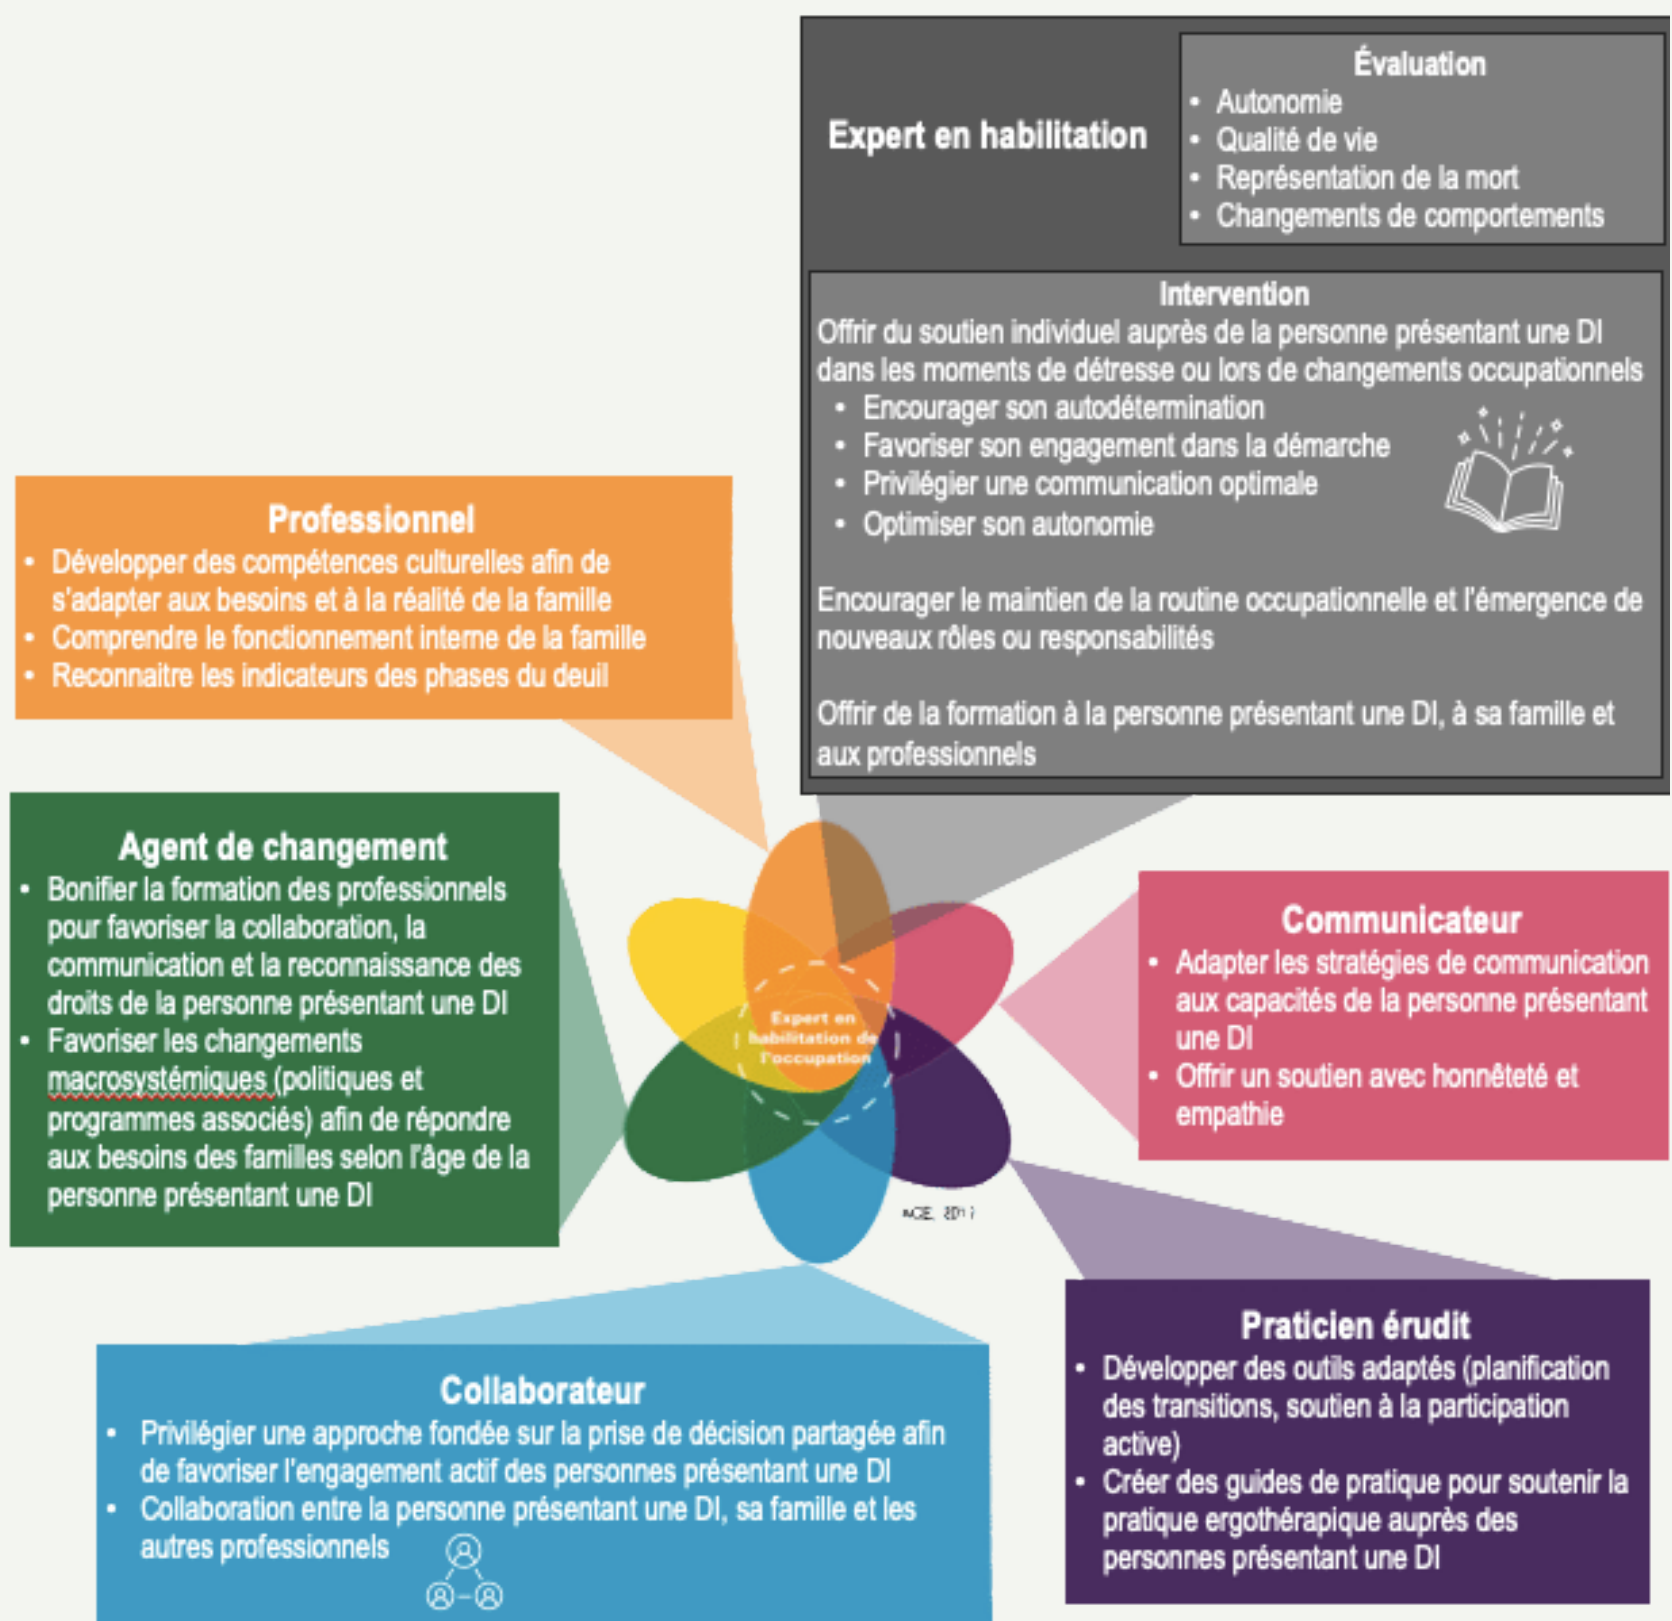 Expert en habilitation
Évaluation
• Autonomie
• Qualité de vie
• Représentation de la mort
• Changements de comportements
Intervention
Offrir du soutien individuel auprès de la personne présentant une DI
dans les moments de détresse ou lors de changements occupationnels
• Encourager son autodétermination
• Favoriser son engagement dans la démarche
• Privilégier une communication optimale
• Optimiser son autonomie
Encourager le maintien de la routine occupationnelle et l'émergence de
nouveaux rôles ou responsabilités
Offrir de la formation à la personne présentant une DI, à sa famille et
aux professionnels
Professionnel
• Développer des compétences culturelles afin de
s'adapter aux besoins et à la réalité de la famille
• Comprendre le fonctionnement interne de la famille
• Reconnaitre les indicateurs des phases du deuil
Agent de changement
• Bonifier la formation des professionnels
pour favoriser la collaboration, la
communication et la reconnaissance des
droits de la personne présentant une DI
• Favoriser les changements
macrosystémiques (politiques et
programmes associés) afin de répondre
aux besoins des familles selon l'âge de la
personne présentant une DI
Expert en
habilitation de
l'occupation
Communicateur
• Adapter les stratégies de communication
aux capacités de la personne présentant
une DI
• Offrir un soutien avec honnêteté et
empathie
Collaborateur
• Privilégier une approche fondée sur la prise de décision partagée afin
de favoriser l'engagement actif des personnes présentant une DI
• Collaboration entre la personne présentant une DI, sa famille et les
autres professionnels
Praticien érudit
• Développer des outils adaptés (planification
des transitions, soutien à la participation
active)
• Créer des guides de pratique pour soutenir la
pratique ergothérapique auprès des
personnes présentant une DI